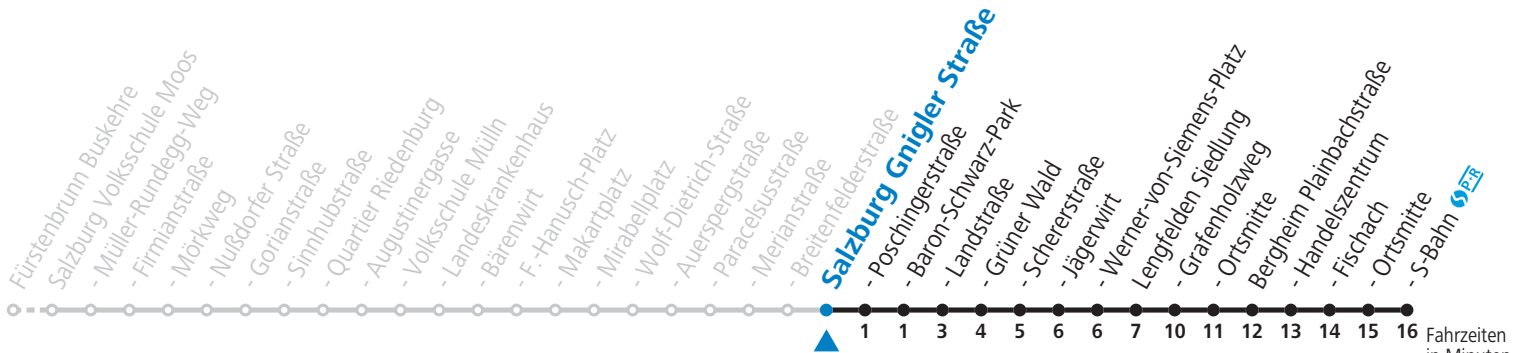 Fürstenbrunn Buskehre
Salzburg Volksschule Moos
- Müller-Rundegg-Weg
- Firmianstraße
- Mörkweg
- Nußdorfer Straße
- Gorianstraße
- Sinnhubstraße
- Quartier Riedenburg
- Augustinergasse
- Volksschule Mülln
- Landeskrankenhaus
- Bärenwirt
- F.-Hanusch-Platz
- Makartplatz
- Mirabellplatz
- Wolf-Dietrich-Straße
- Auerspergstraße
- Paracelsusstraße
- Merianstraße
- Breitenfelderstraße
Salzburg Gnigler Straße
- Poschingerstraße
- Baron-Schwarz-Park
- Landstraße
- Grüner Wald
- Schererstraße
- Jägerwirt
- Werner-von-Siemens-Platz
Lengfelden Siedlung
- Grafenholzweg
- Ortsmitte
Bergheim Plainbachstraße
- Handelszentrum
- Fischach
- Ortsmitte
- S-Bahn S P+R
1 1 3 4 5 6 6 7 10 11 12 13 14 15 16 Fahrzeiten
in Minuten